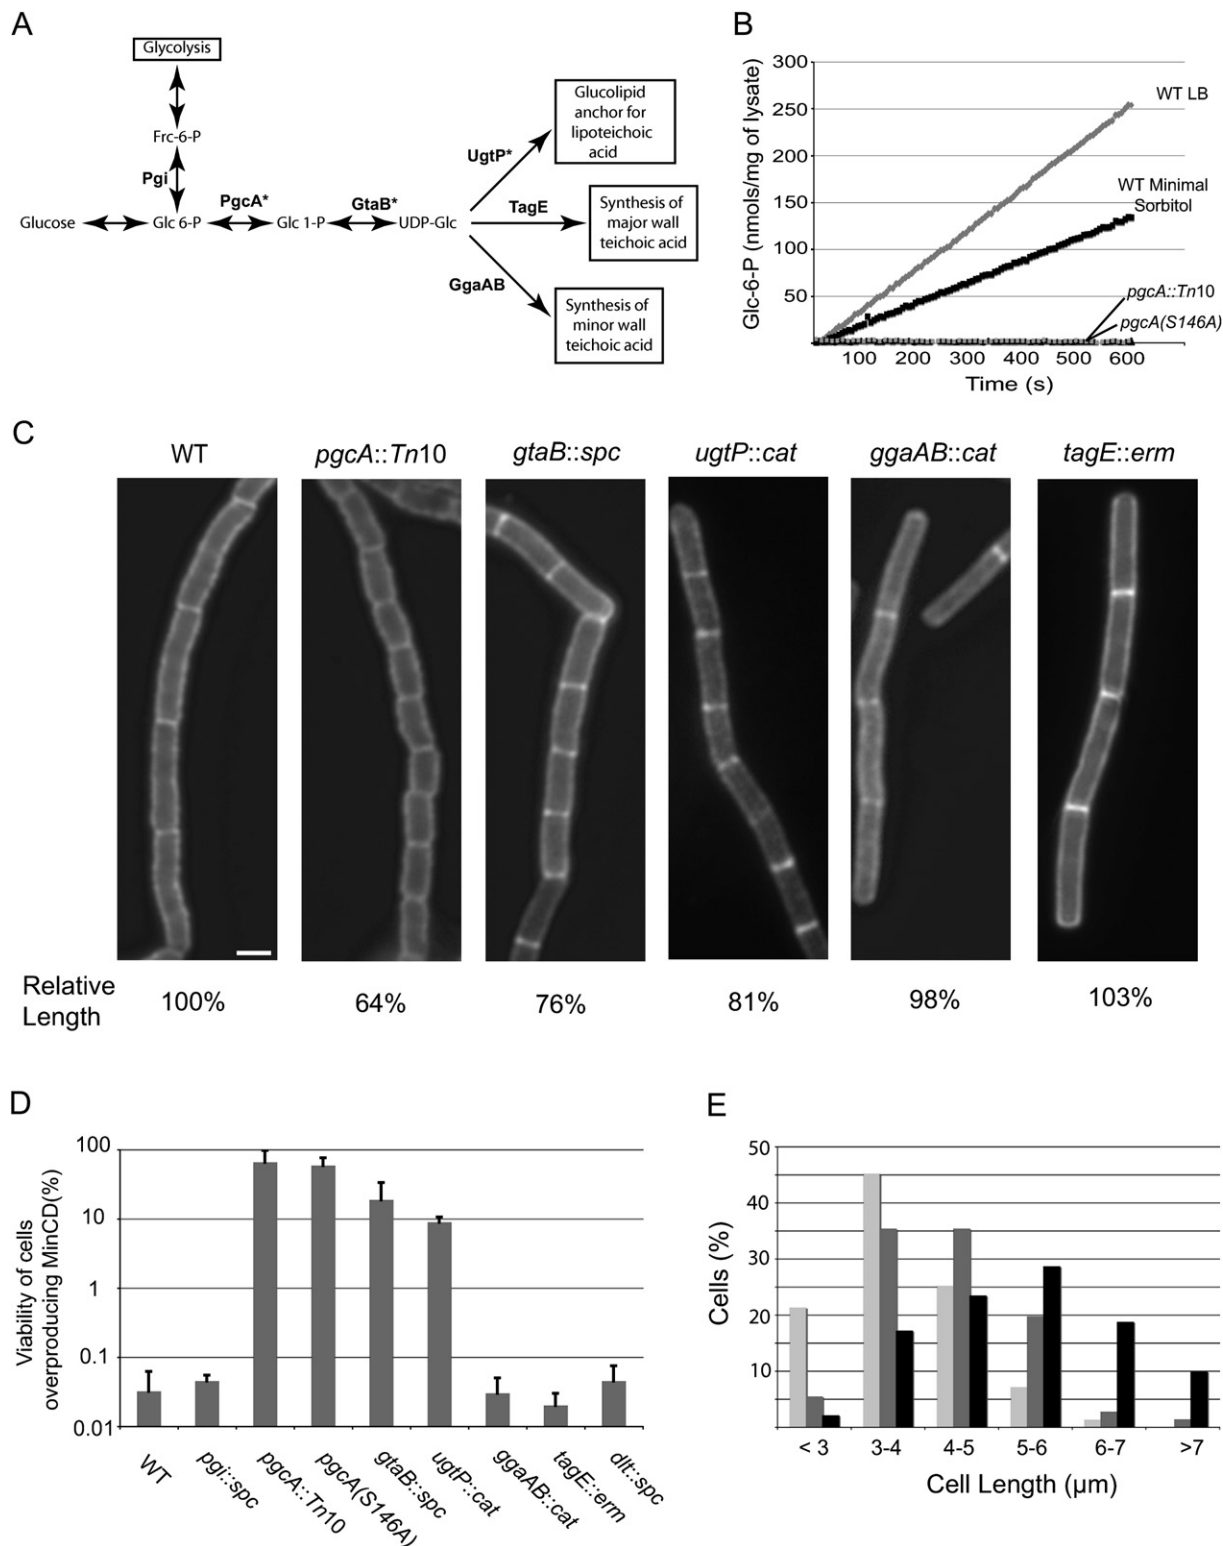 A
Glycolysis
Frc-6-P
Pgi
PgcA*
GtaB*
Glucose
Glc 6-P
Glc 1-P
UDP-Glc
UgtP*
TagE
GgaAB
Glucolipid
anchor for
lipoteichoic
acid
Synthesis of
major wall
teichoic acid
Synthesis of
minor wall
teichoic acid
B
Glc-6-P (nmols/mg of lysate)
300
250
200
150
100
50
WT LB
WT Minimal
Sorbitol
pgcA::Tn10
pgcA(S146A)
100 200 300 400 500 600
Time (s)
C
WT
pgcA::Tn10
gtaB::spc
ugtP::cat
ggaAB::cat
tagE::erm
Relative
Length
100%
64%
76%
81%
98%
103%
D
Viability of cells
overproducing MinCD(%)
100
10
1
0.1
0.01
WT
pgi::spc
pgcA::Tn10
pgcA(S146A)
gtaB::spc
ugtP::cat
ggaAB::cat
tagE::erm
dlt::spc
E
Cells (%)
50
40
30
20
10
< 3 3-4 4-5 5-6 6-7 >7
Cell Length (µm)